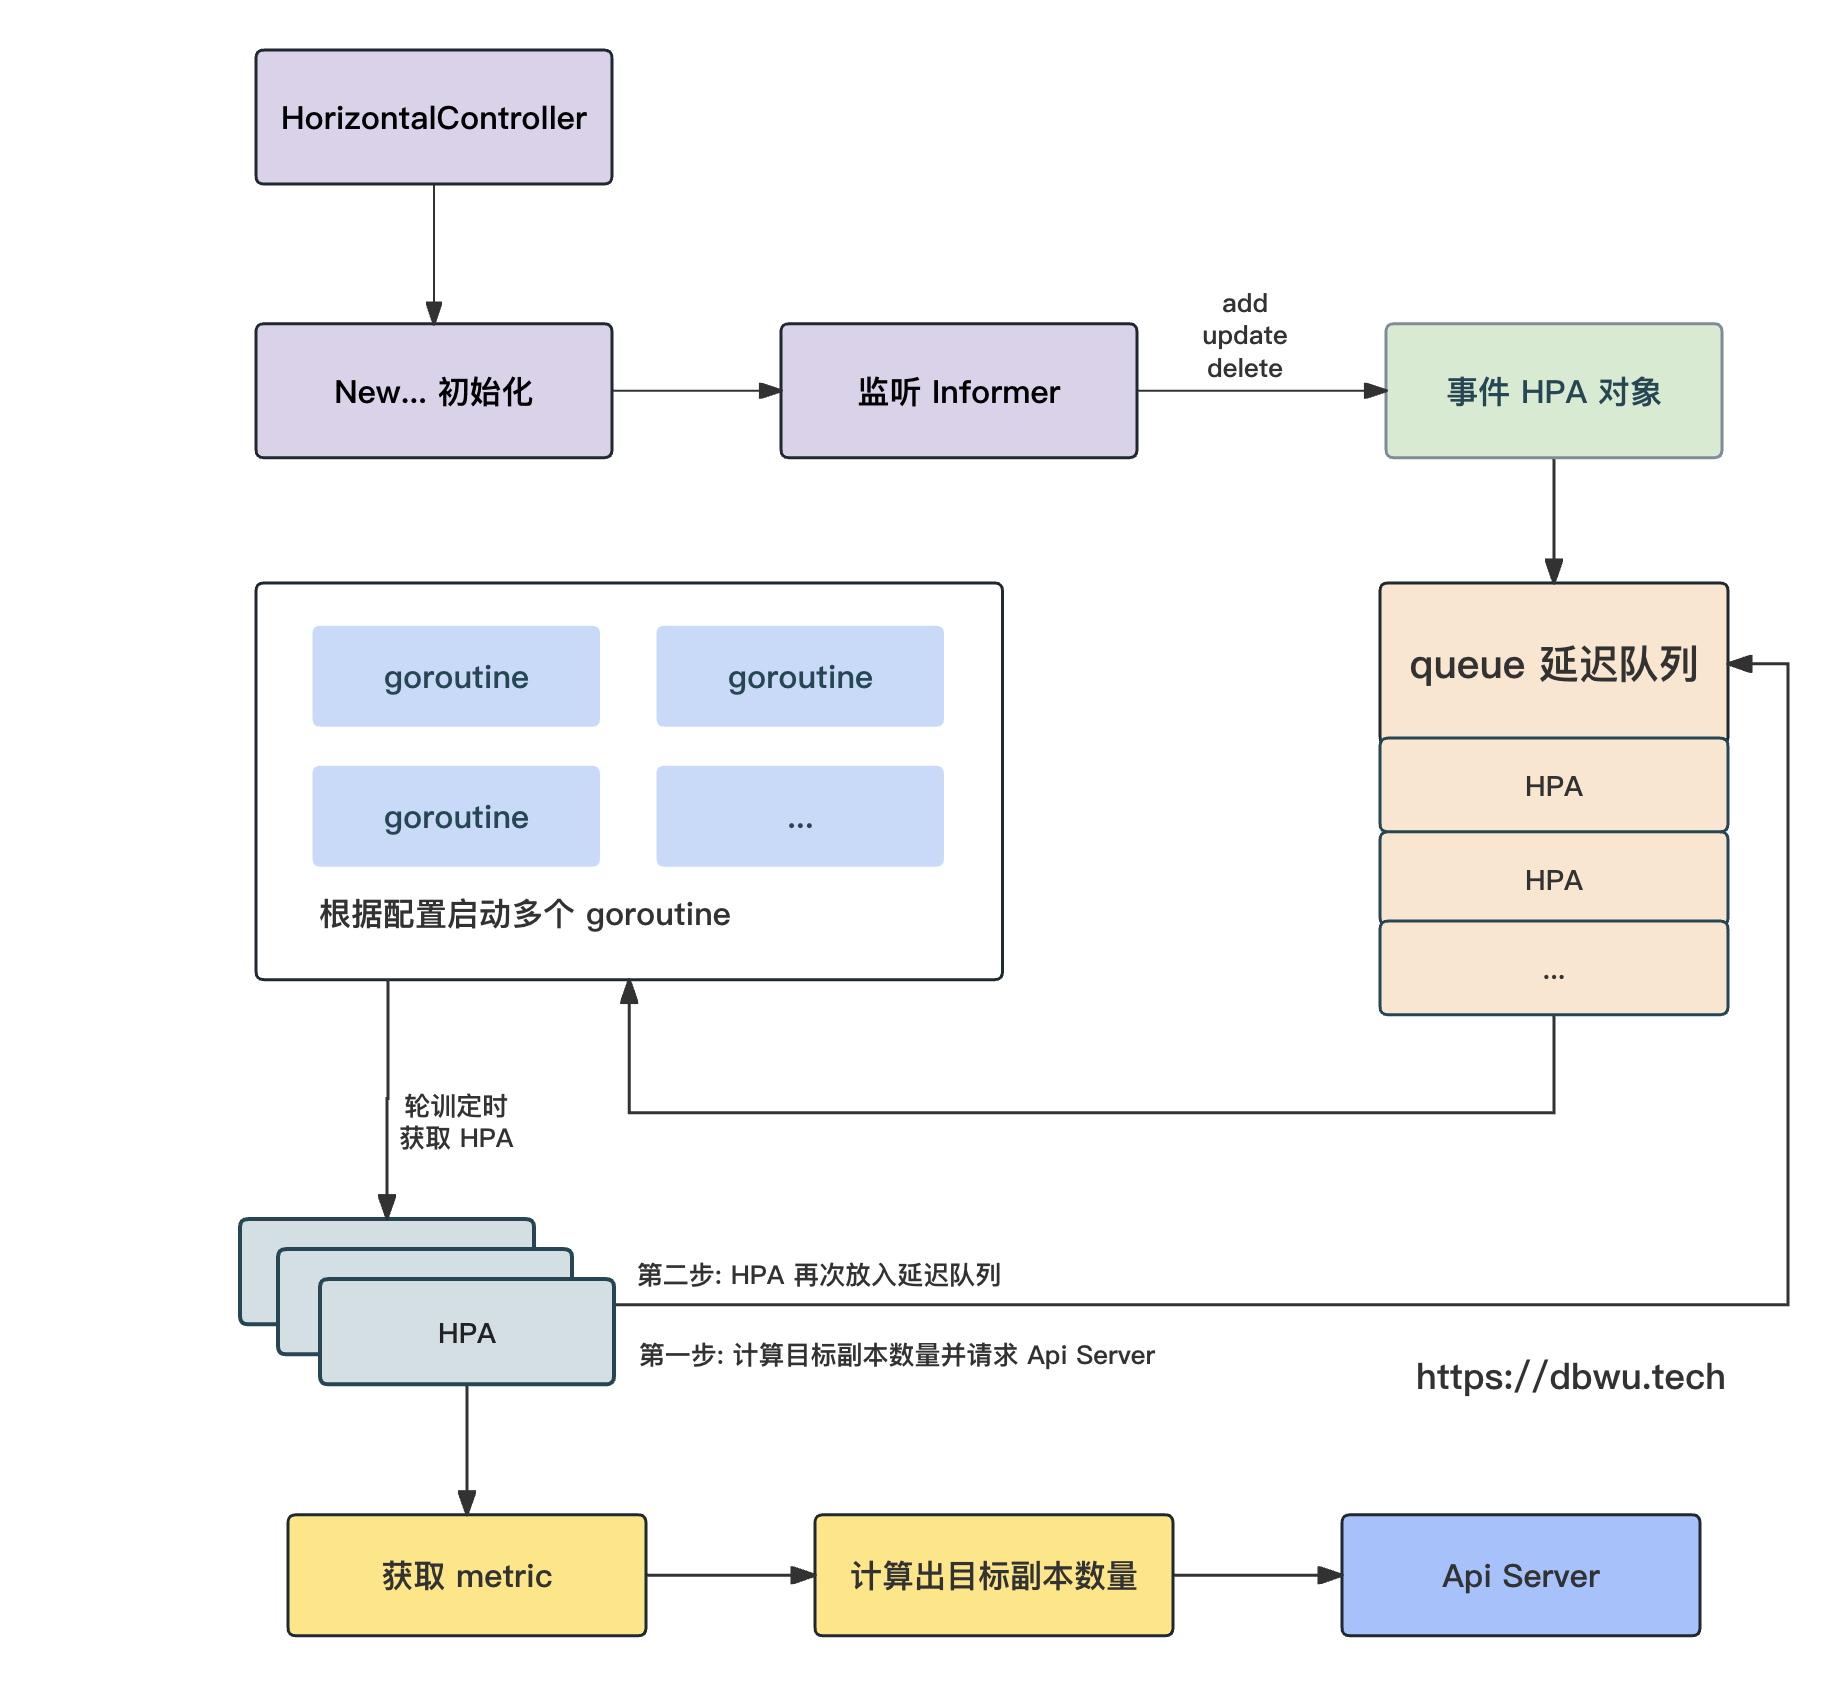 HorizontalController
New... 初始化
监听 Informer
add
update
delete
事件 HPA 对象
goroutine
goroutine
goroutine
...
根据配置启动多个 goroutine
queue 延迟队列
HPA
HPA
...
轮训定时
获取 HPA
HPA
第二步: HPA 再次放入延迟队列
第一步: 计算目标副本数量并请求 Api Server
https://dbwu.tech
获取 metric
计算出目标副本数量
Api Server